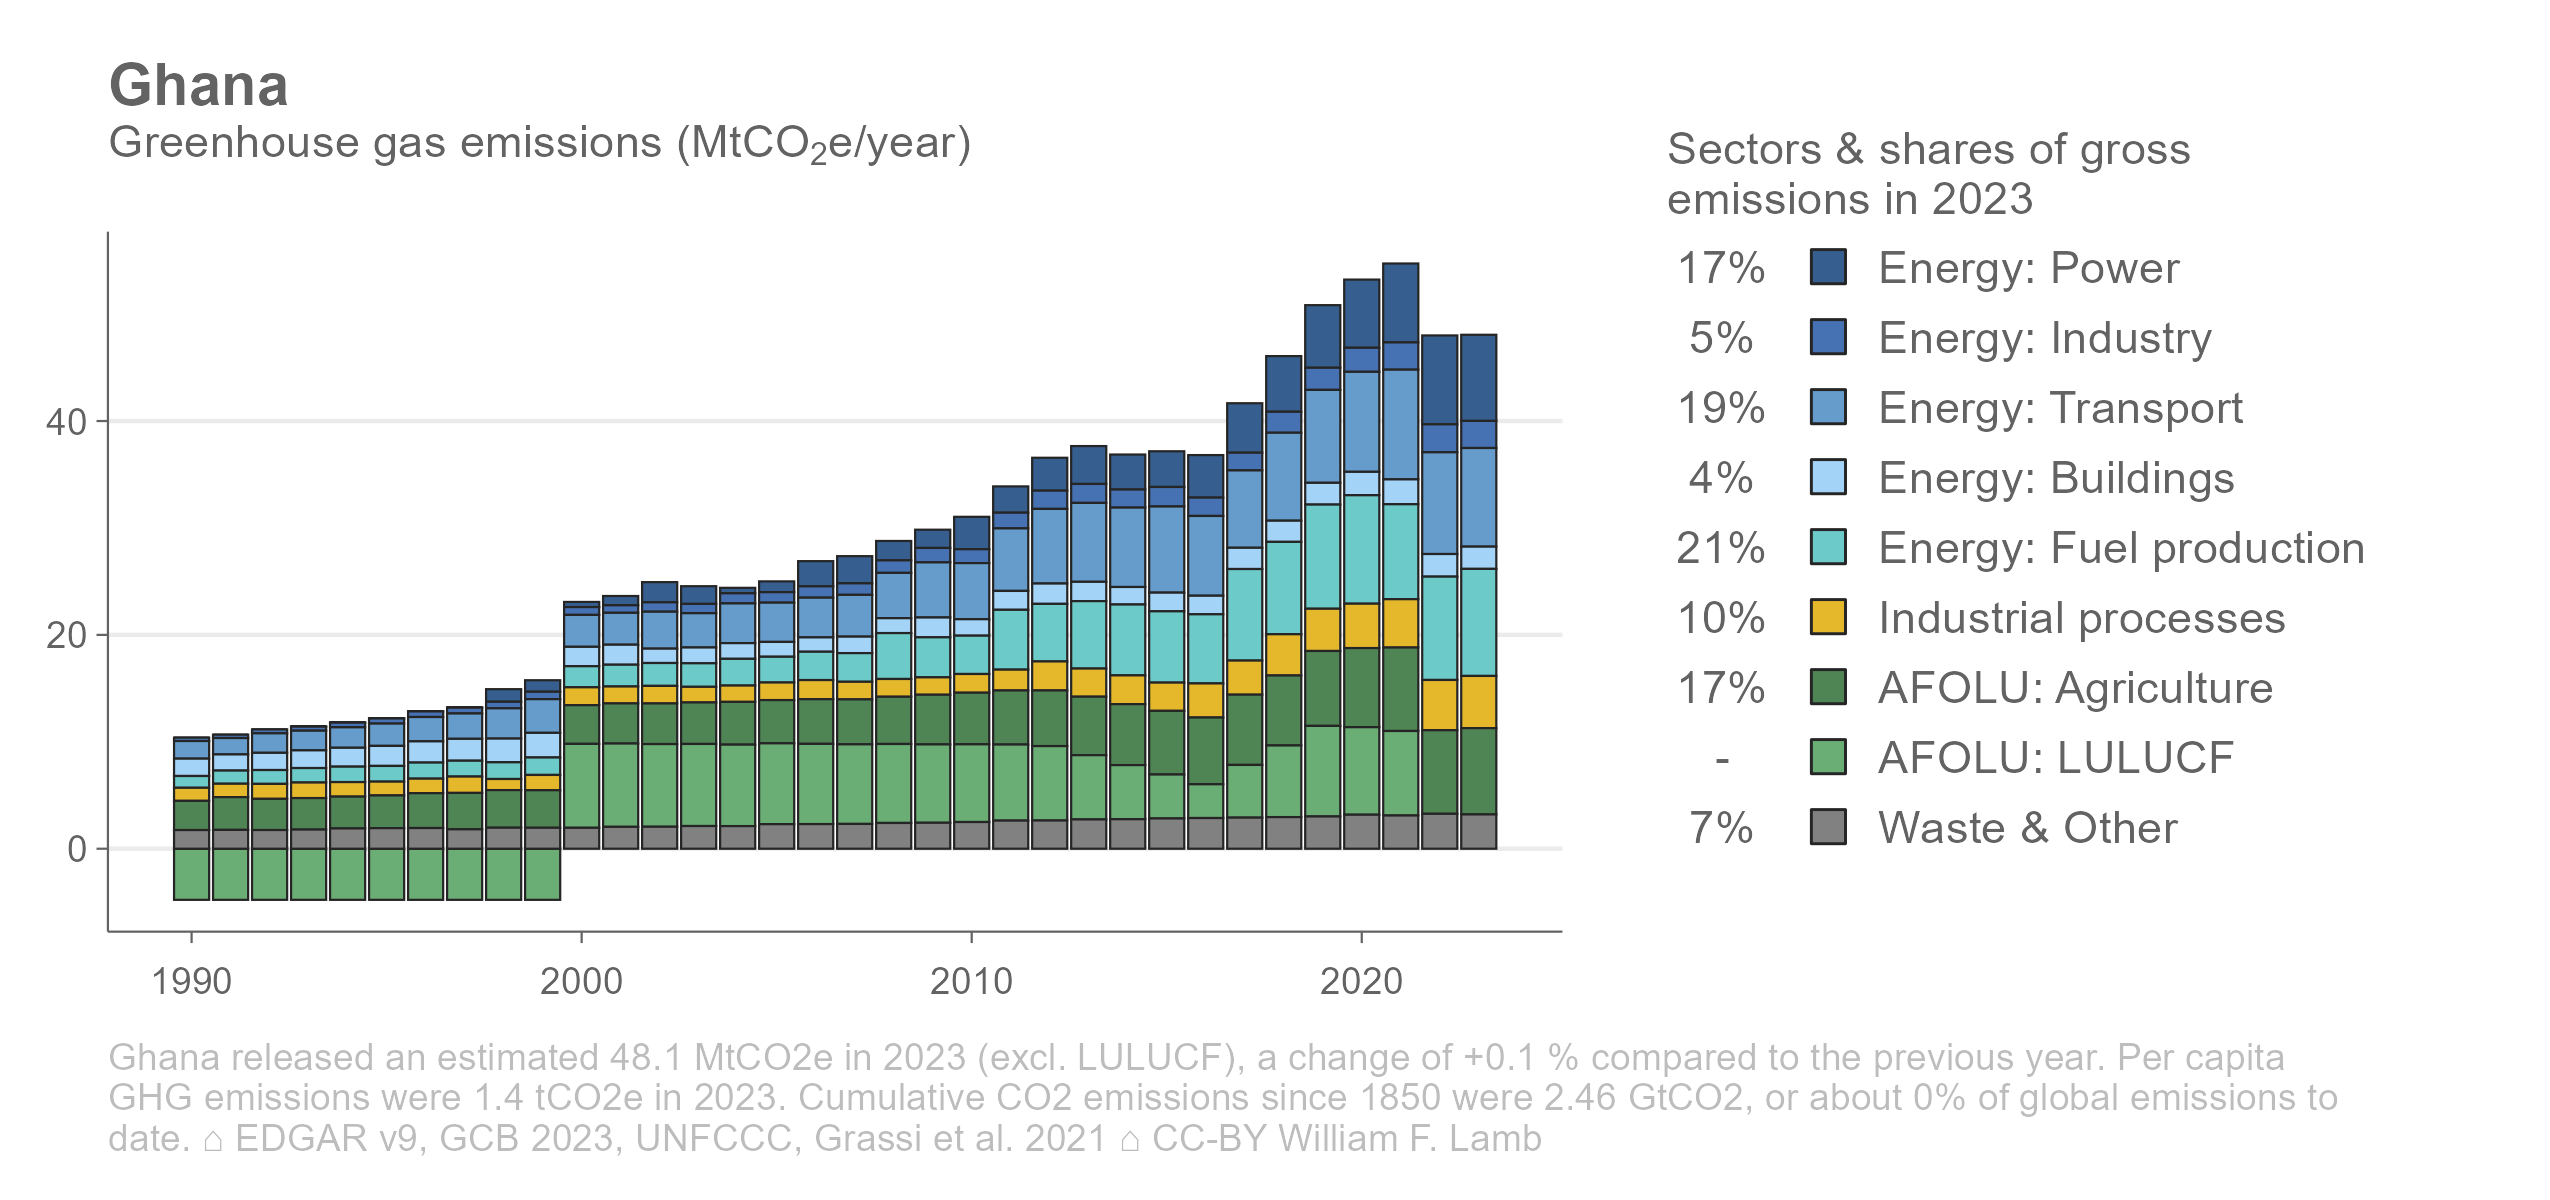 Ghana
Greenhouse gas emissions (MtCO₂e/year)
Sectors & shares of gross
emissions in 2023
17% Energy: Power
5% Energy: Industry
19% Energy: Transport
4% Energy: Buildings
21% Energy: Fuel production
10% Industrial processes
17% AFOLU: Agriculture
- AFOLU: LULUCF
7% Waste & Other
40
20
0
1990 2000 2010 2020
Ghana released an estimated 48.1 MtCO2e in 2023 (excl. LULUCF), a change of +0.1 % compared to the previous year. Per capita
GHG emissions were 1.4 tCO2e in 2023. Cumulative CO2 emissions since 1850 were 2.46 GtCO2, or about 0% of global emissions to
date. ⌂ EDGAR v9, GCB 2023, UNFCCC, Grassi et al. 2021 ⌂ CC-BY William F. Lamb